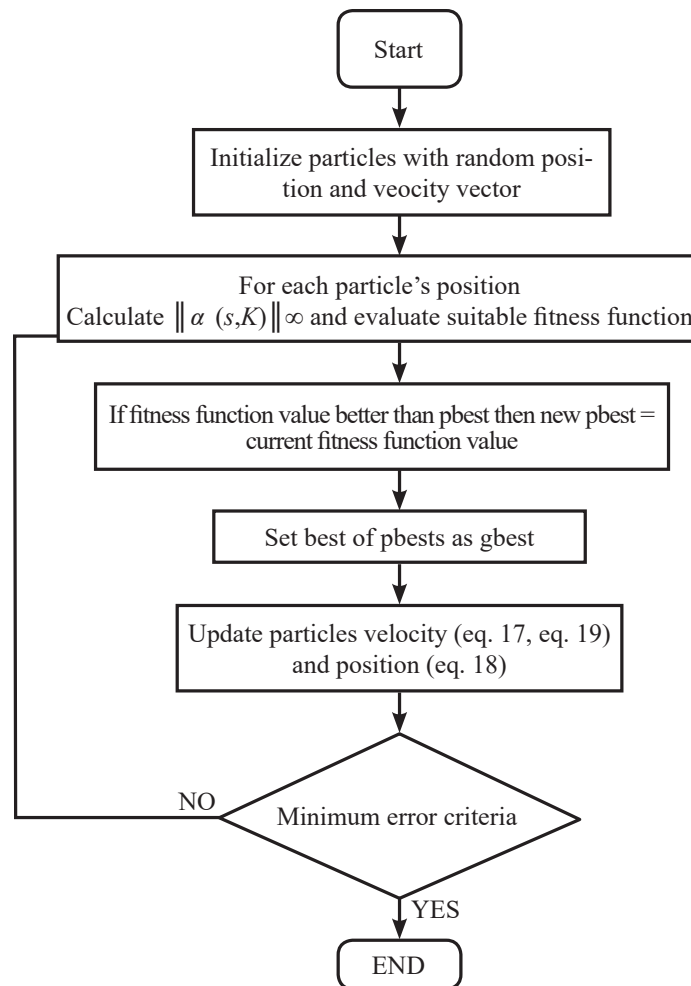 Start
Initialize particles with random posi-
tion and veocity vector
For each particle’s position
Calculate ‖ α (s,K)‖∞ and evaluate suitable fitness function
If fitness function value better than pbest then new pbest =
current fitness function value
Set best of pbests as gbest
Update particles velocity (eq. 17, eq. 19)
and position (eq. 18)
NO
Minimum error criteria
YES
END